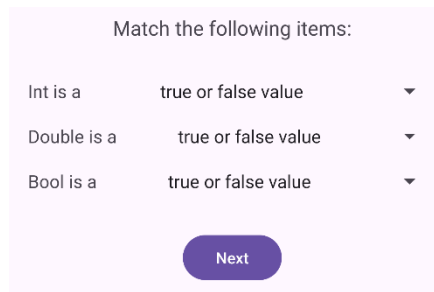 Match the following items:
Int is a true or false value
Double is a true or false value
Bool is a true or false value
Next